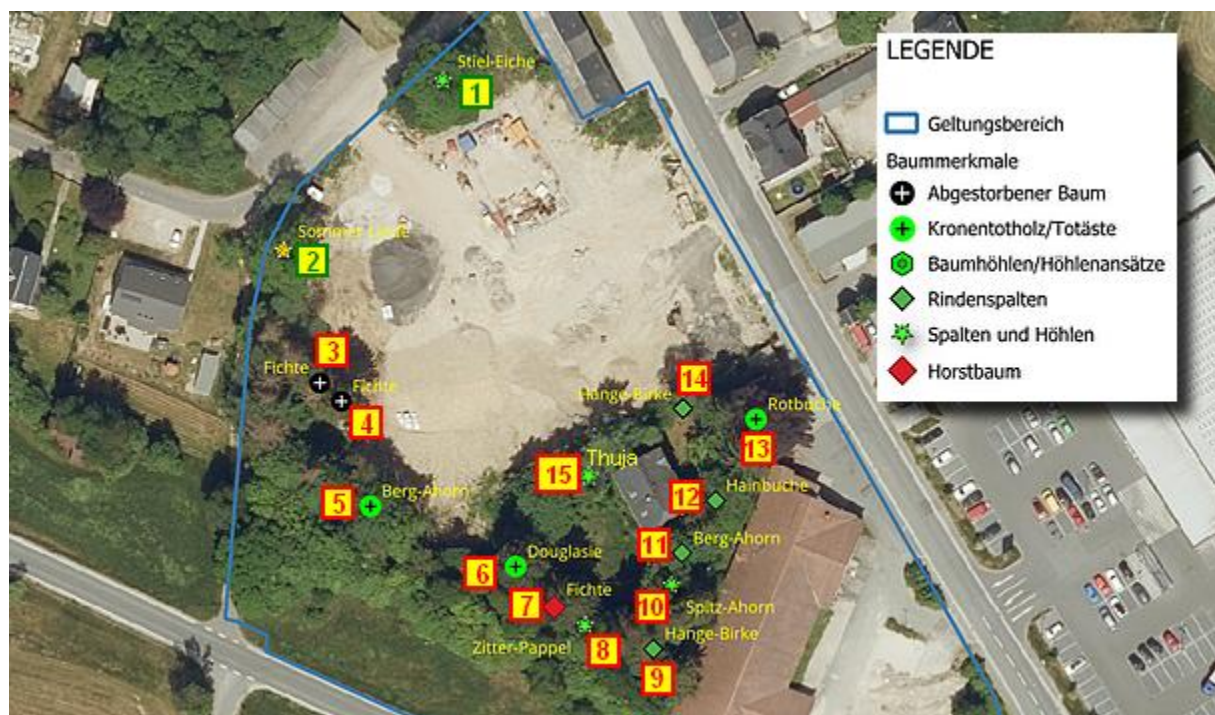 LEGENDE
Geltungsbereich
Baummerkmale
Abgestorbener Baum
Kronentotholz/Totäste
Baumhöhlen/Höhlenansätze
Rindenspalten
Spalten und Höhlen
Horstbaum
Stiel-Eiche
1
Sommer-Linde
2
3
Fichte
Fichte
4
14
Hänge-Birke
Rotbuche
13
Thuja
15
12
Hainbuche
5
Berg-Ahorn
11
Berg-Ahorn
Douglasie
6
Fichte
7
10
Spitz-Ahorn
Zitter-Pappel
8
Hänge-Birke
9